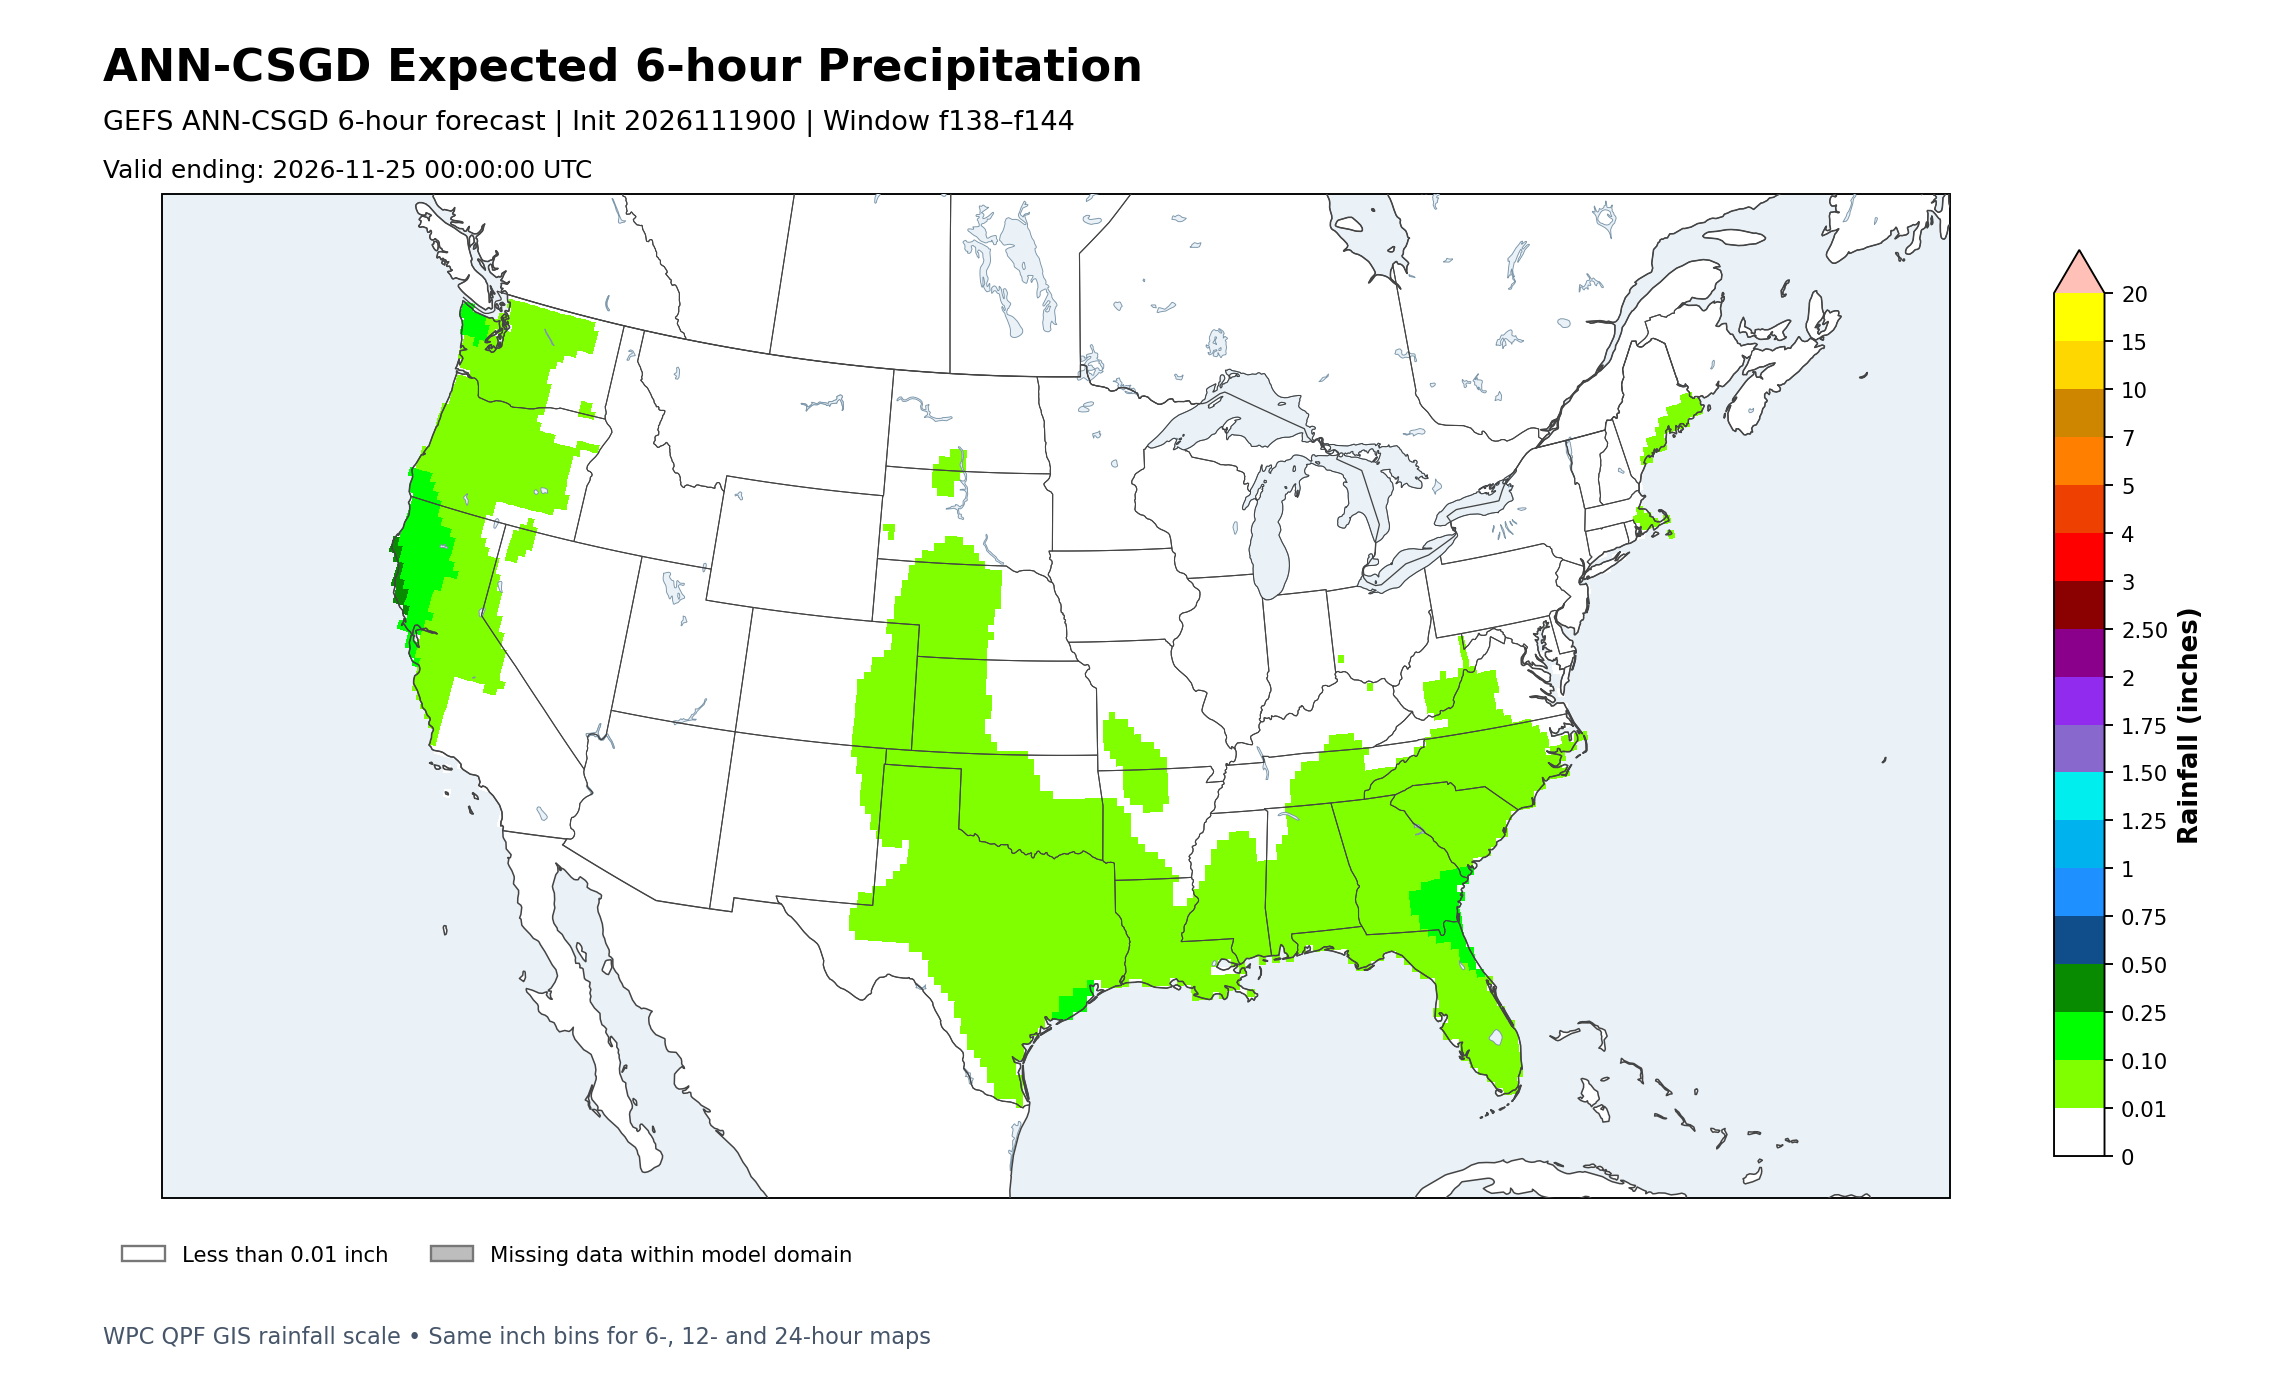 ANN-CSGD Expected 6-hour Precipitation
GEFS ANN-CSGD 6-hour forecast | Init 2026111900 | Window f138–f144
Valid ending: 2026-11-25 00:00:00 UTC
20
15
10
7
5
4
3
2.50
2
1.75
1.50
1.25
1
0.75
0.50
0.25
0.10
0.01
0
Rainfall (inches)
Less than 0.01 inch
Missing data within model domain
WPC QPF GIS rainfall scale • Same inch bins for 6-, 12- and 24-hour maps